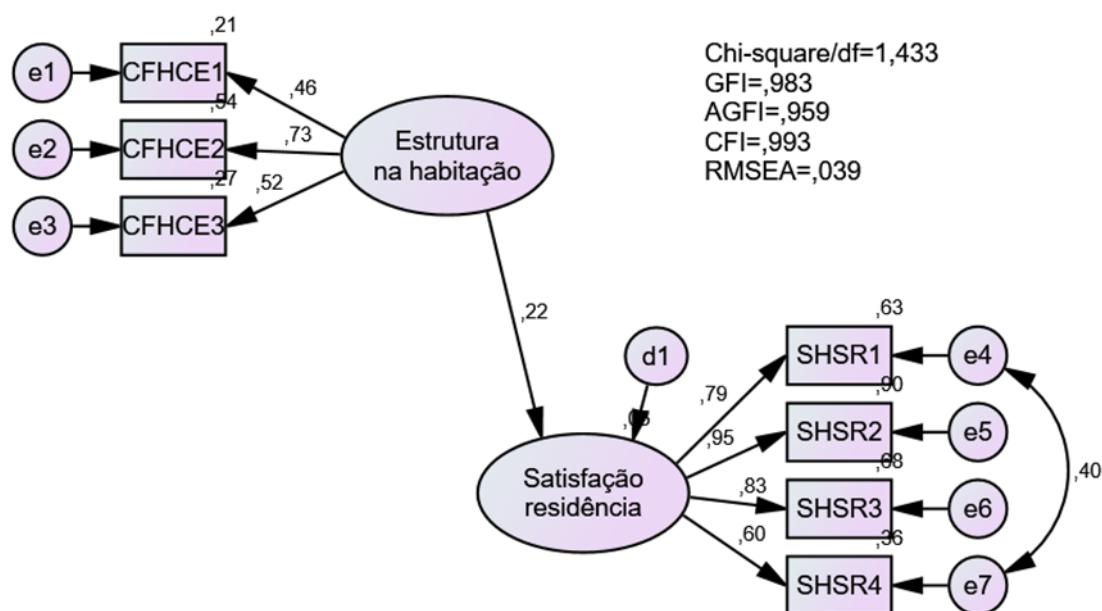 ,21
e1
CFHCE1
,46
,54
e2
CFHCE2
,73
,27
e3
CFHCE3
,52
Estrutura
na habitação
Chi-square/df=1,433
GFI=,983
AGFI=,959
CFI=,993
RMSEA=,039
,22
d1
Satisfação
residência
,79
,95
,83
,60
,63
SHSR1
e4
,90
SHSR2
e5
,68
SHSR3
e6
,36
SHSR4
e7
,40